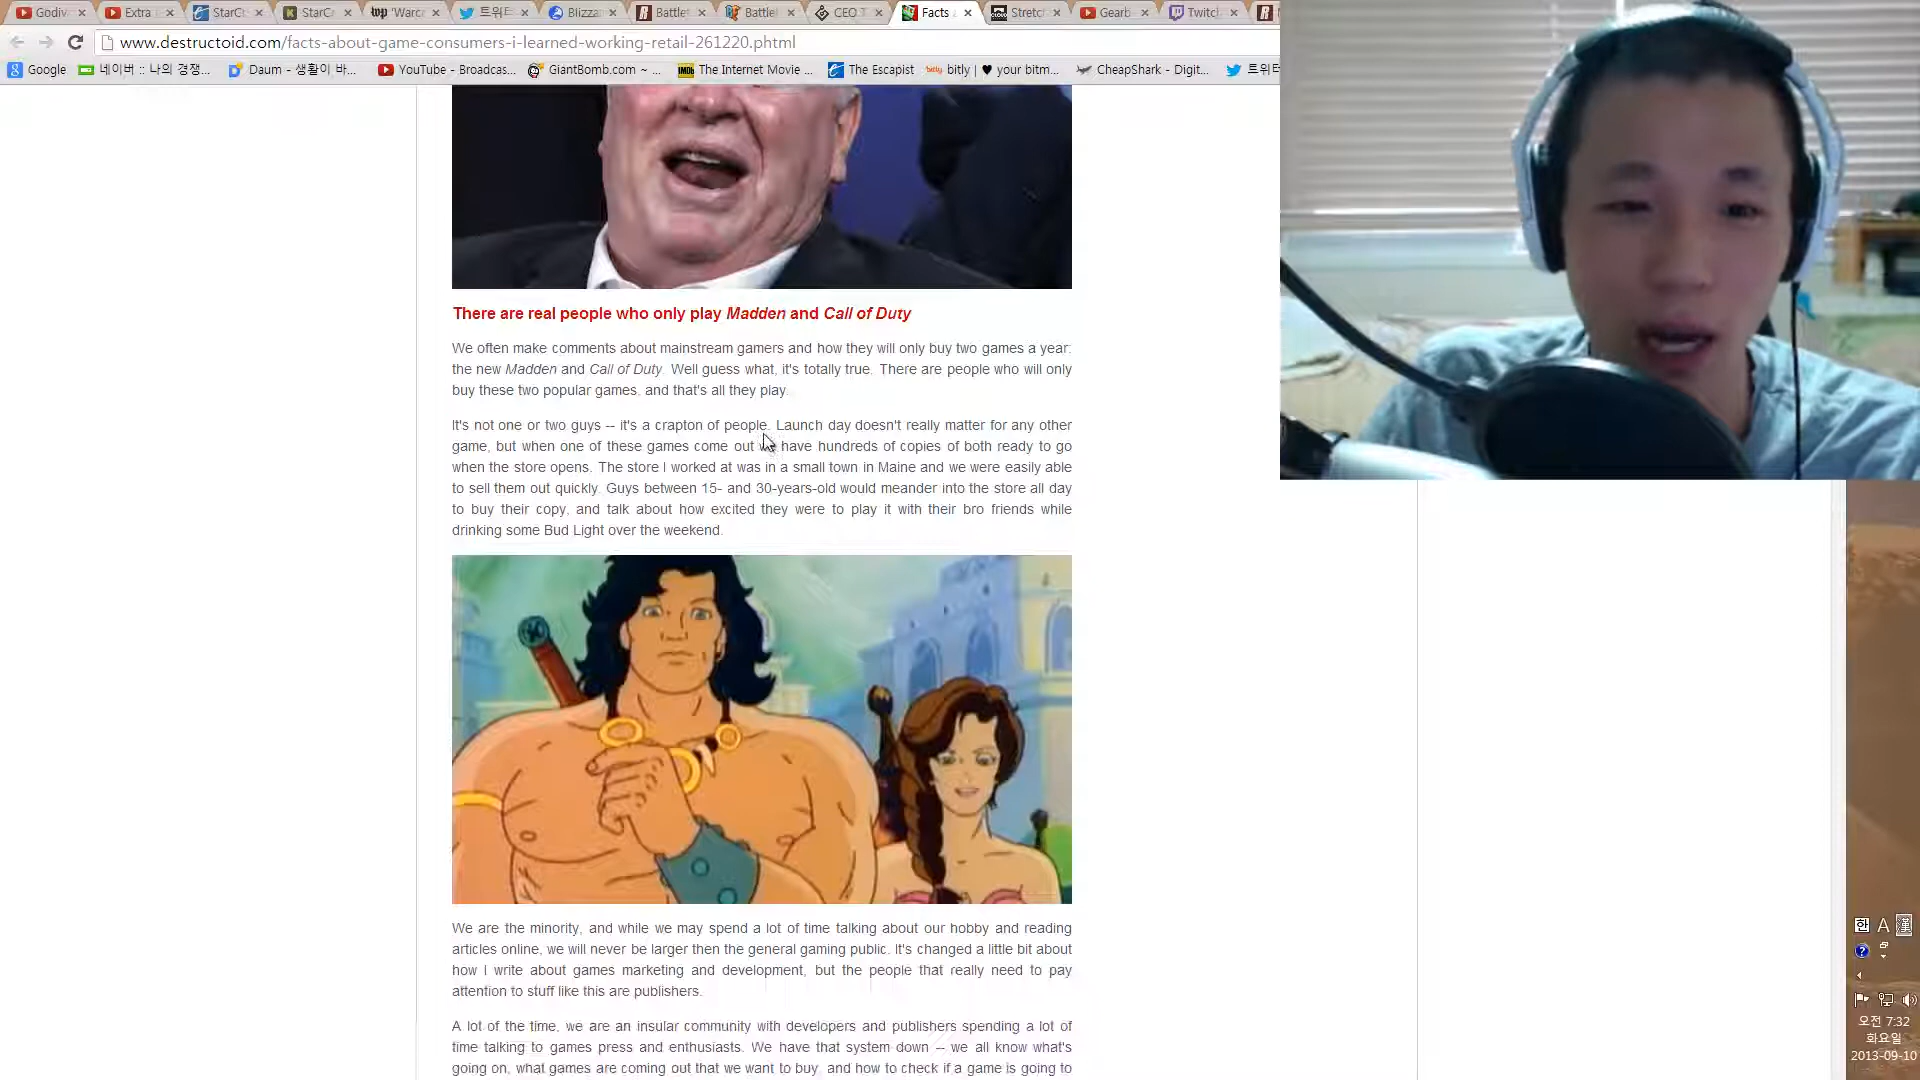 Godiv
Extra
StarCr
StarC
'Warc
트위터
Blizza
Battle
Battle
CEO T
Facts
Stretc
Gearb
Twitcl
www.destructoid.com/facts-about-game-consumers-i-learned-working-retail-261220.phtml
Google
네이버 :: 나의 경쟁...
Daum - 생활이 바...
YouTube - Broadcas...
GiantBomb.com ~ ...
The Internet Movie ...
The Escapist
bitly | ♥ your bitm...
CheapShark - Digit...
트위
There are real people who only play Madden and Call of Duty
We often make comments about mainstream gamers and how they will only buy two games a year:
the new Madden and Call of Duty. Well guess what, it's totally true. There are people who will only
buy these two popular games, and that's all they play.
It's not one or two guys -- it's a crapton of people. Launch day doesn't really matter for any other
game, but when one of these games come out we have hundreds of copies of both ready to go
when the store opens. The store I worked at was in a small town in Maine and we were easily able
to sell them out quickly. Guys between 15- and 30-years-old would meander into the store all day
to buy their copy, and talk about how excited they were to play it with their bro friends while
drinking some Bud Light over the weekend.
We are the minority, and while we may spend a lot of time talking about our hobby and reading
articles online, we will never be larger then the general gaming public. It's changed a little bit about
how I write about games marketing and development, but the people that really need to pay
attention to stuff like this are publishers.
A lot of the time, we are an insular community with developers and publishers spending a lot of
time talking to games press and enthusiasts. We have that system down -- we all know what's
going on, what games are coming out that we want to buy, and how to check if a game is going to
한 A 漢
오전 7:32
화요일
2013-09-10